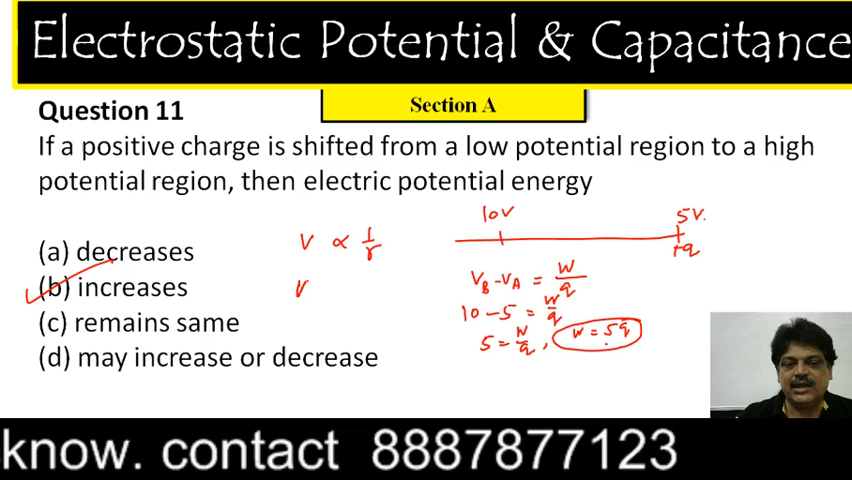 Electrostatic Potential & Capacitance
Section A
Question 11
If a positive charge is shifted from a low potential region to a high
potential region, then electric potential energy
(a) decreases
(b) increases
(c) remains same
(d) may increase or decrease
V ∝ 1/r
V
10V
5V.
+q
V_B - V_A = W/q
10 - 5 = W/q
5 = W/q, W = 5q
know. contact 8887877123